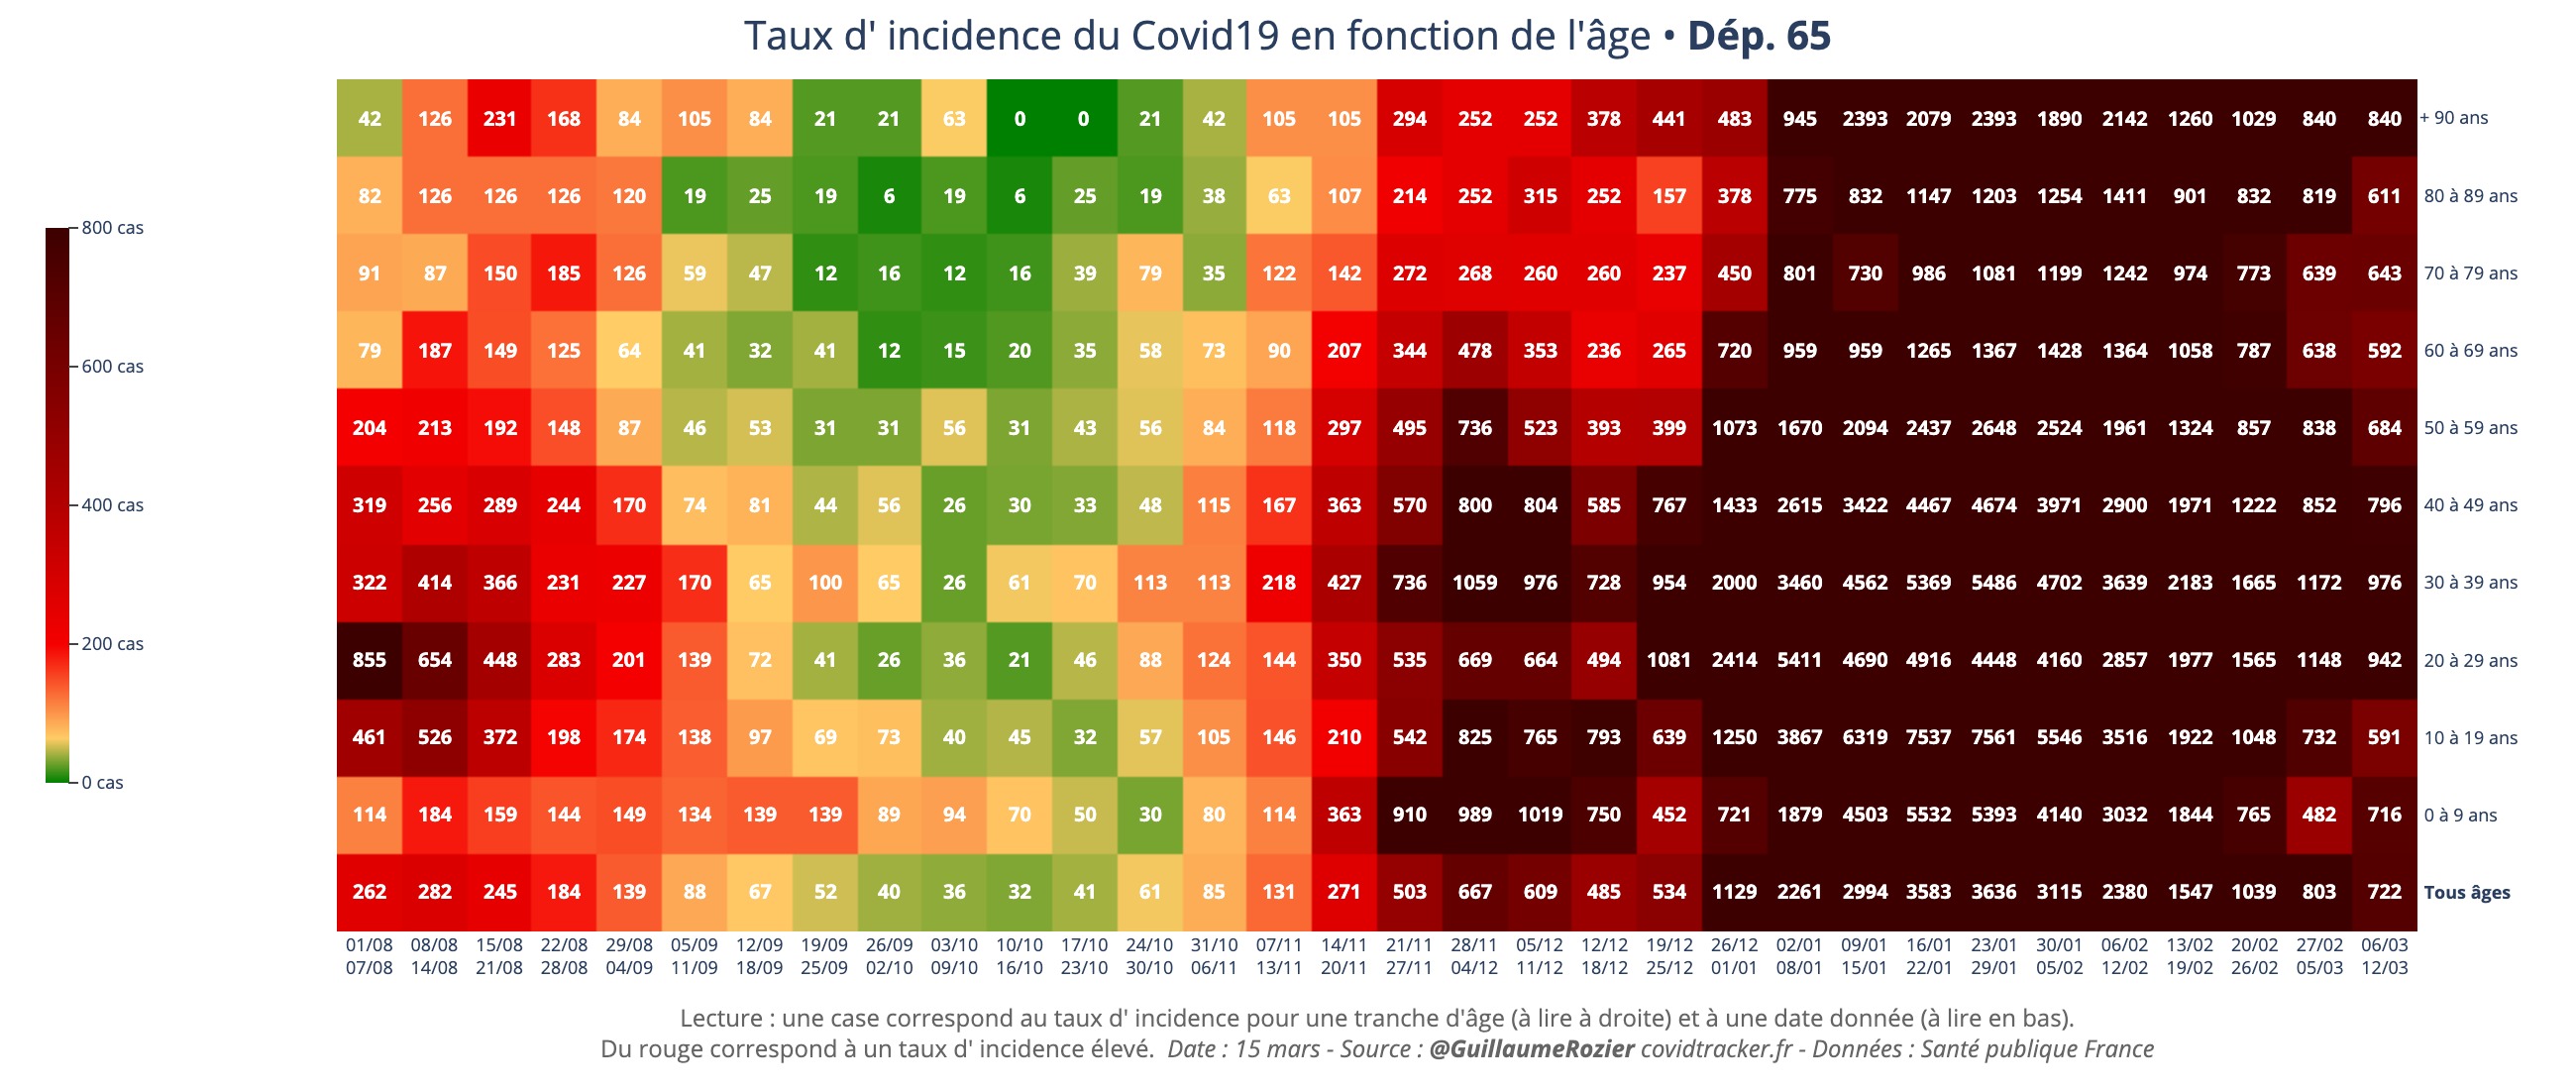 Taux d' incidence du Covid19 en fonction de l'âge • Dép. 65
42 126 231 168 84 105 84 21 21 63 0 0 21 42 105 105 294 252 252 378 441 483 945 2393 2079 2393 1890 2142 1260 1029 840 840 + 90 ans
82 126 126 126 120 19 25 19 6 19 6 25 19 38 63 107 214 252 315 252 157 378 775 832 1147 1203 1254 1411 901 832 819 611 80 à 89 ans
800 cas
91 87 150 185 126 59 47 12 16 12 16 39 79 35 122 142 272 268 260 260 237 450 801 730 986 1081 1199 1242 974 773 639 643 70 à 79 ans
79 187 149 125 64 41 32 41 12 15 20 35 58 73 90 207 344 478 353 236 265 720 959 959 1265 1367 1428 1364 1058 787 638 592 60 à 69 ans
600 cas
204 213 192 148 87 46 53 31 31 56 31 43 56 84 118 297 495 736 523 393 399 1073 1670 2094 2437 2648 2524 1961 1324 857 838 684 50 à 59 ans
400 cas
319 256 289 244 170 74 81 44 56 26 30 33 48 115 167 363 570 800 804 585 767 1433 2615 3422 4467 4674 3971 2900 1971 1222 852 796 40 à 49 ans
322 414 366 231 227 170 65 100 65 26 61 70 113 113 218 427 736 1059 976 728 954 2000 3460 4562 5369 5486 4702 3639 2183 1665 1172 976 30 à 39 ans
200 cas
855 654 448 283 201 139 72 41 26 36 21 46 88 124 144 350 535 669 664 494 1081 2414 5411 4690 4916 4448 4160 2857 1977 1565 1148 942 20 à 29 ans
461 526 372 198 174 138 97 69 73 40 45 32 57 105 146 210 542 825 765 793 639 1250 3867 6319 7537 7561 5546 3516 1922 1048 732 591 10 à 19 ans
0 cas
114 184 159 144 149 134 139 139 89 94 70 50 30 80 114 363 910 989 1019 750 452 721 1879 4503 5532 5393 4140 3032 1844 765 482 716 0 à 9 ans
262 282 245 184 139 88 67 52 40 36 32 41 61 85 131 271 503 667 609 485 534 1129 2261 2994 3583 3636 3115 2380 1547 1039 803 722 Tous âges
01/08 08/08 15/08 22/08 29/08 05/09 12/09 19/09 26/09 03/10 10/10 17/10 24/10 31/10 07/11 14/11 21/11 28/11 05/12 12/12 19/12 26/12 02/01 09/01 16/01 23/01 30/01 06/02 13/02 20/02 27/02 06/03
07/08 14/08 21/08 28/08 04/09 11/09 18/09 25/09 02/10 09/10 16/10 23/10 30/10 06/11 13/11 20/11 27/11 04/12 11/12 18/12 25/12 01/01 08/01 15/01 22/01 29/01 05/02 12/02 19/02 26/02 05/03 12/03
Lecture : une case correspond au taux d' incidence pour une tranche d'âge (à lire à droite) et à une date donnée (à lire en bas).
Du rouge correspond à un taux d' incidence élevé. Date : 15 mars - Source : @GuillaumeRozier covidtracker.fr - Données : Santé publique France